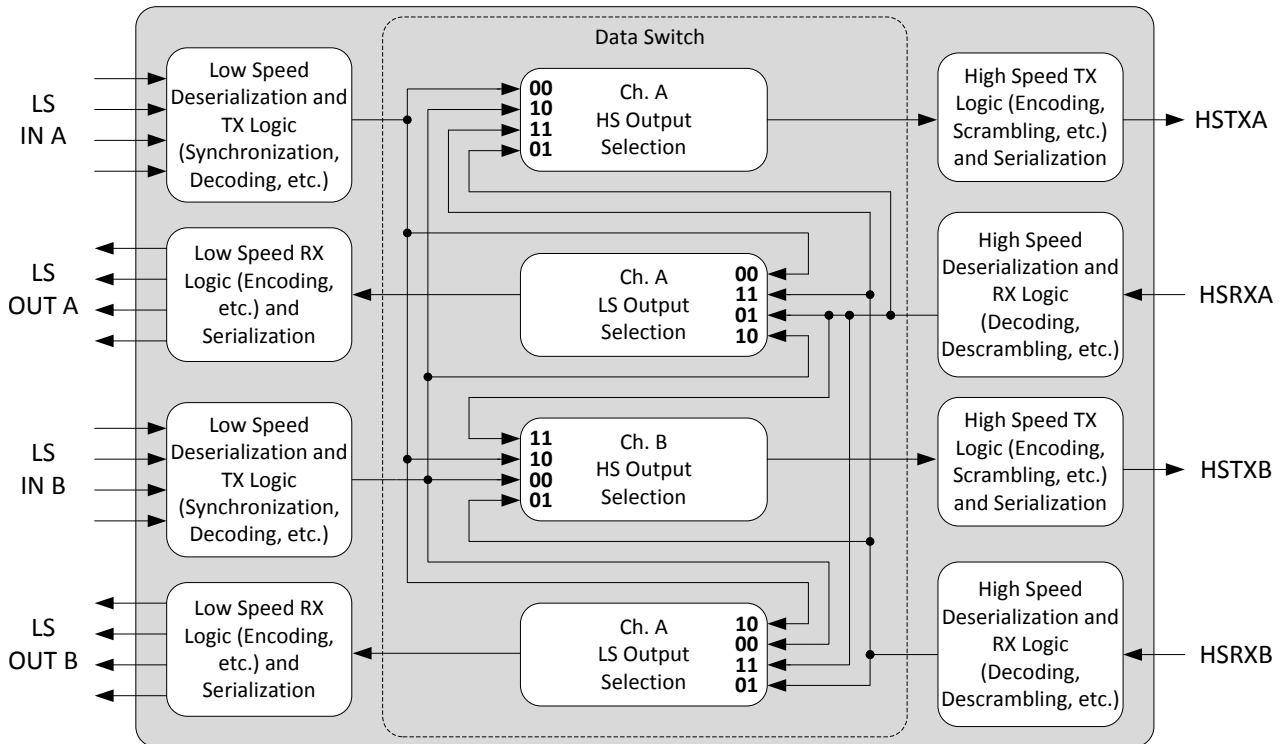 Data Switch
LS
IN A
Low Speed
Deserialization and
TX Logic
(Synchronization,
Decoding, etc.)
00
10
11
01
Ch. A
HS Output
Selection
High Speed TX
Logic (Encoding,
Scrambling, etc.)
and Serialization
HSTXA
LS
OUT A
Low Speed RX
Logic (Encoding,
etc.) and
Serialization
Ch. A
LS Output
Selection
00
11
01
10
High Speed
Deserialization and
RX Logic
(Decoding,
Descrambling, etc.)
HSRXA
LS
IN B
Low Speed
Deserialization and
TX Logic
(Synchronization,
Decoding, etc.)
11
10
00
01
Ch. B
HS Output
Selection
High Speed TX
Logic (Encoding,
Scrambling, etc.)
and Serialization
HSTXB
LS
OUT B
Low Speed RX
Logic (Encoding,
etc.) and
Serialization
Ch. A
LS Output
Selection
10
00
11
01
High Speed
Deserialization and
RX Logic
(Decoding,
Descrambling, etc.)
HSRXB